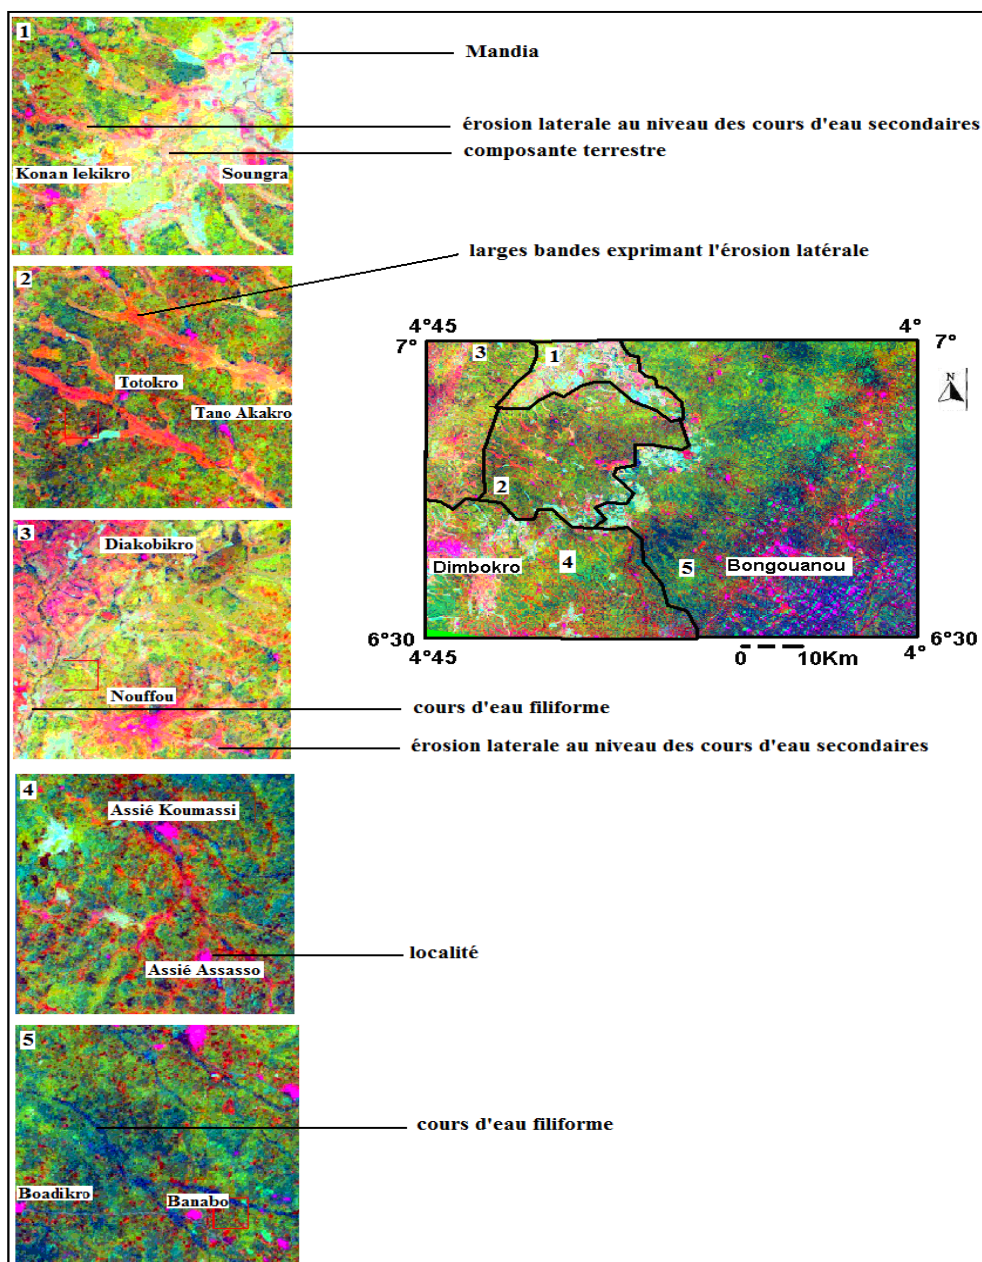 1
Mandia
érosion laterale au niveau des cours d'eau secondaires
composante terrestre
Konan lekikro
Soungra
larges bandes exprimant l'érosion latérale
2
Totokro
Tano Akakro
4°45
4°
7°
7°
3
1
N
2
4
5
Dimbokro
Bongouanou
6°30
6°30
4°45
4°
0
10Km
3
Diakobikro
Nouffou
cours d'eau filiforme
érosion laterale au niveau des cours d'eau secondaires
4
Assié Koumassi
localité
Assié Assasso
5
cours d'eau filiforme
Boadikro
Banabo